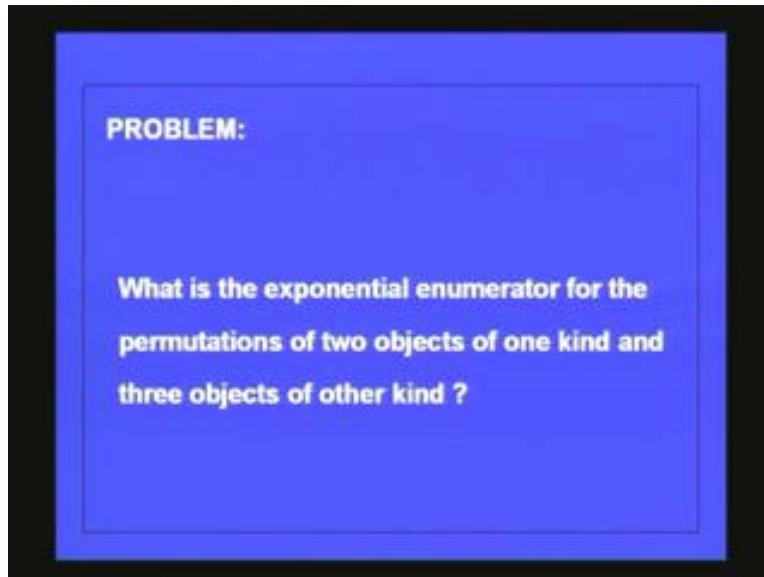 PROBLEM:
What is the exponential enumerator for the
permutations of two objects of one kind and
three objects of other kind ?